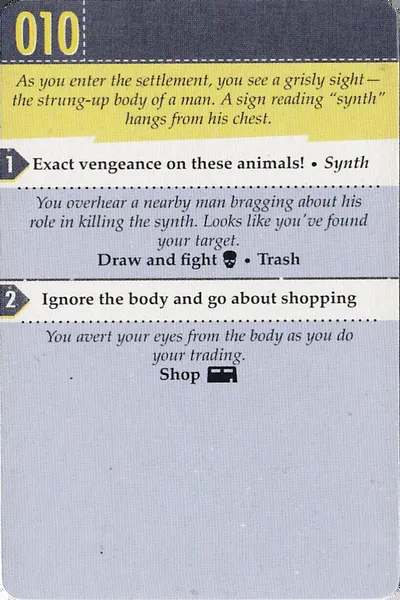 010
As you enter the settlement, you see a grisly sight—
the strung-up body of a man. A sign reading “synth”
hangs from his chest.
1 Exact vengeance on these animals! • Synth
You overhear a nearby man bragging about his
role in killing the synth. Looks like you've found
your target.
Draw and fight • Trash
2 Ignore the body and go about shopping
You avert your eyes from the body as you do
your trading.
Shop